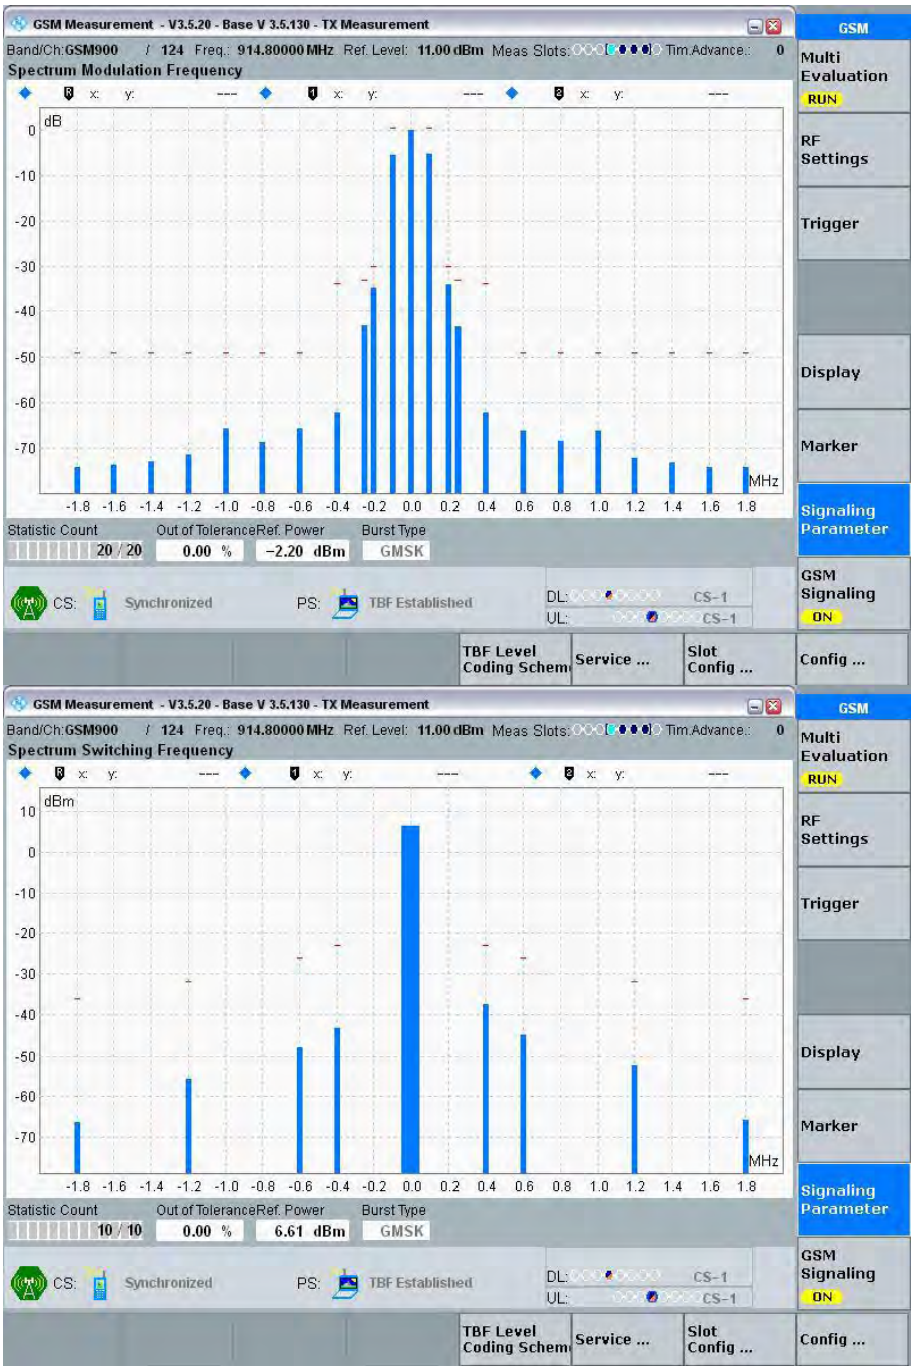 GSM Measurement - V3.5.20 - Base V 3.5.130 - TX Measurement
GSM
Band/Ch:GSM900 / 124 Freq.: 914.80000 MHz Ref. Level: 11.00 dBm Meas Slots: Tim.Advance.: 0
Spectrum Modulation Frequency
Multi
Evaluation
RUN
R x: y: --- 1 x: y: --- 2 x: y: ---
dB
0
-10
-20
-30
-40
-50
-60
-70
MHz
-1.8 -1.6 -1.4 -1.2 -1.0 -0.8 -0.6 -0.4 -0.2 0.0 0.2 0.4 0.6 0.8 1.0 1.2 1.4 1.6 1.8
RF
Settings
Trigger
Display
Marker
Signaling
Parameter
Statistic Count Out of Tolerance Ref. Power Burst Type
20 / 20 0.00 % -2.20 dBm GMSK
GSM
Signaling
ON
CS: Synchronized PS: TBF Established DL: CS-1
UL: CS-1
TBF Level
Coding Schem
Service ...
Slot
Config ...
Config ...
GSM Measurement - V3.5.20 - Base V 3.5.130 - TX Measurement
GSM
Band/Ch:GSM900 / 124 Freq.: 914.80000 MHz Ref. Level: 11.00 dBm Meas Slots: Tim.Advance.: 0
Spectrum Switching Frequency
Multi
Evaluation
RUN
R x: y: --- 1 x: y: --- 2 x: y: ---
dBm
10
0
-10
-20
-30
-40
-50
-60
-70
MHz
-1.8 -1.6 -1.4 -1.2 -1.0 -0.8 -0.6 -0.4 -0.2 0.0 0.2 0.4 0.6 0.8 1.0 1.2 1.4 1.6 1.8
RF
Settings
Trigger
Display
Marker
Signaling
Parameter
Statistic Count Out of Tolerance Ref. Power Burst Type
10 / 10 0.00 % 6.61 dBm GMSK
GSM
Signaling
ON
CS: Synchronized PS: TBF Established DL: CS-1
UL: CS-1
TBF Level
Coding Schem
Service ...
Slot
Config ...
Config ...